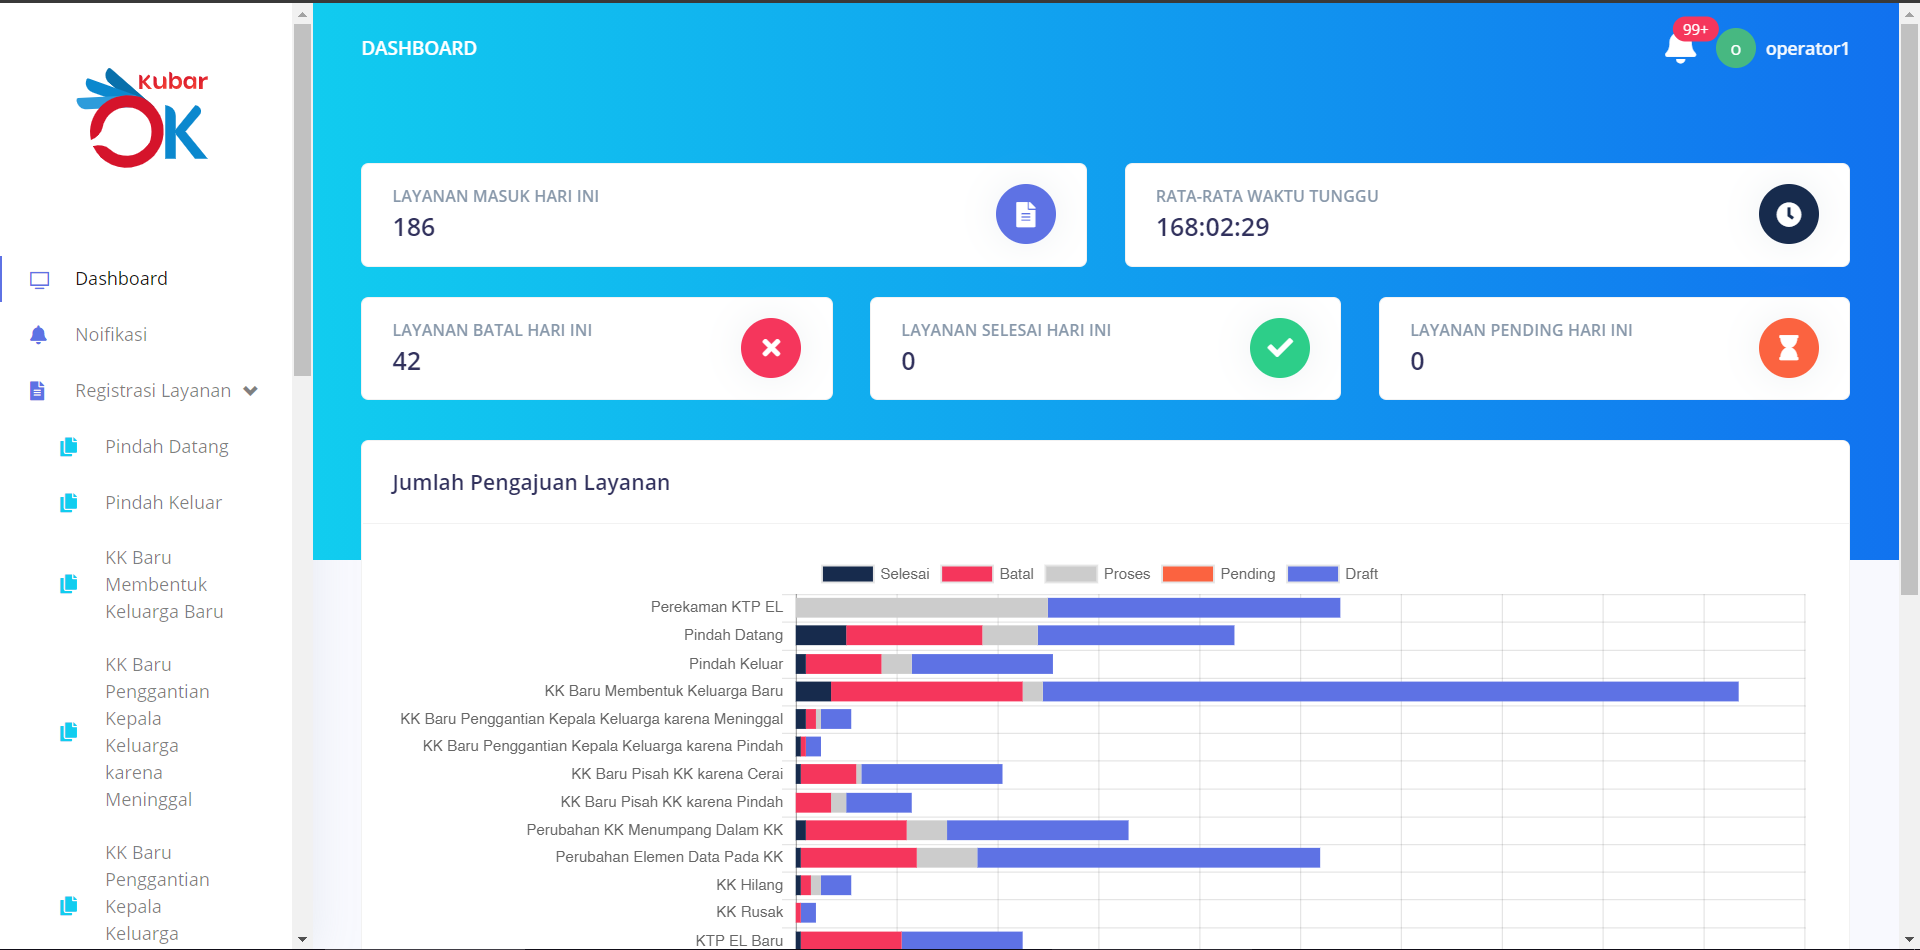 Kubar
OK
Dashboard
Noifikasi
Registrasi Layanan
Pindah Datang
Pindah Keluar
KK Baru
Membentuk
Keluarga Baru
KK Baru
Penggantian
Kepala
Keluarga
karena
Meninggal
KK Baru
Penggantian
Kepala
Keluarga
DASHBOARD
99+
o operator1
LAYANAN MASUK HARI INI
186
RATA-RATA WAKTU TUNGGU
168:02:29
LAYANAN BATAL HARI INI
42
LAYANAN SELESAI HARI INI
0
LAYANAN PENDING HARI INI
0
Jumlah Pengajuan Layanan
Selesai Batal Proses Pending Draft
Perekaman KTP EL
Pindah Datang
Pindah Keluar
KK Baru Membentuk Keluarga Baru
KK Baru Penggantian Kepala Keluarga karena Meninggal
KK Baru Penggantian Kepala Keluarga karena Pindah
KK Baru Pisah KK karena Cerai
KK Baru Pisah KK karena Pindah
Perubahan KK Menumpang Dalam KK
Perubahan Elemen Data Pada KK
KK Hilang
KK Rusak
KTP EL Baru